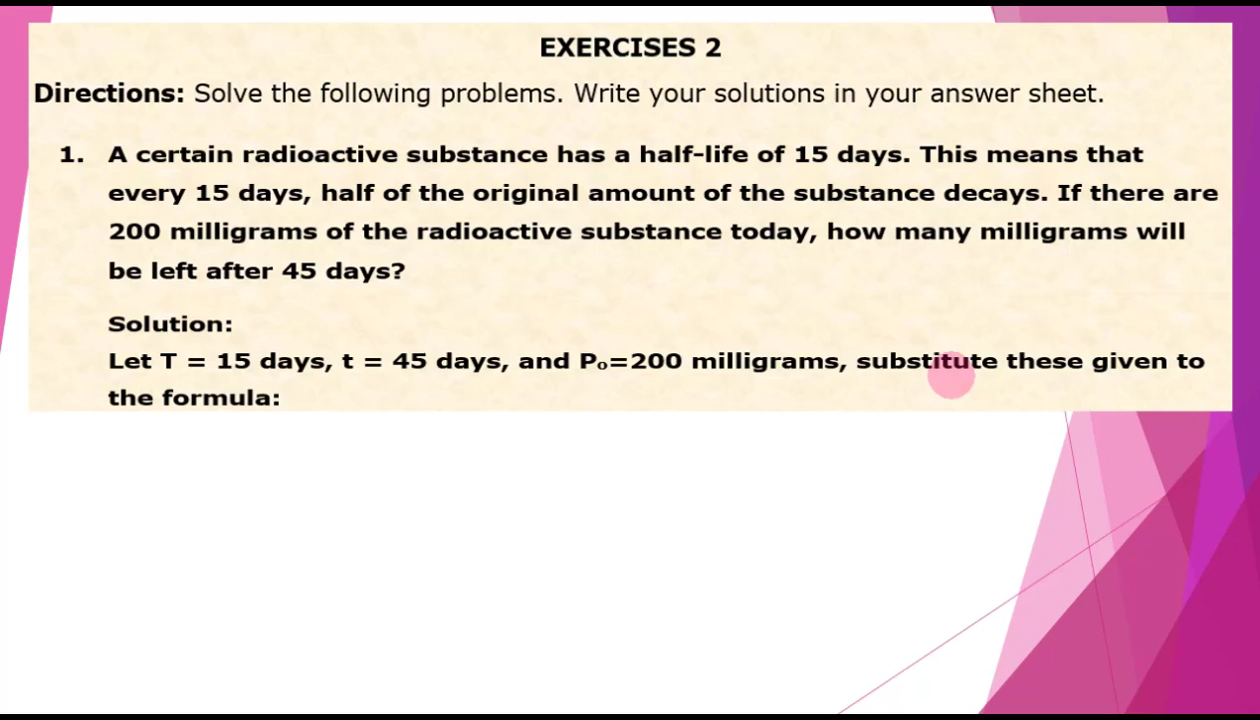 EXERCISES 2
Directions: Solve the following problems. Write your solutions in your answer sheet.
1. A certain radioactive substance has a half-life of 15 days. This means that
every 15 days, half of the original amount of the substance decays. If there are
200 milligrams of the radioactive substance today, how many milligrams will
be left after 45 days?
Solution:
Let T = 15 days, t = 45 days, and Pₒ=200 milligrams, substitute these given to
the formula: